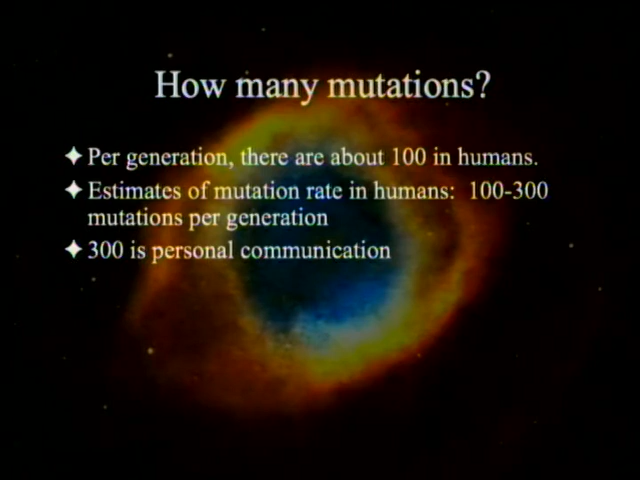 How many mutations?
Per generation, there are about 100 in humans.
Estimates of mutation rate in humans: 100-300
mutations per generation
300 is personal communication